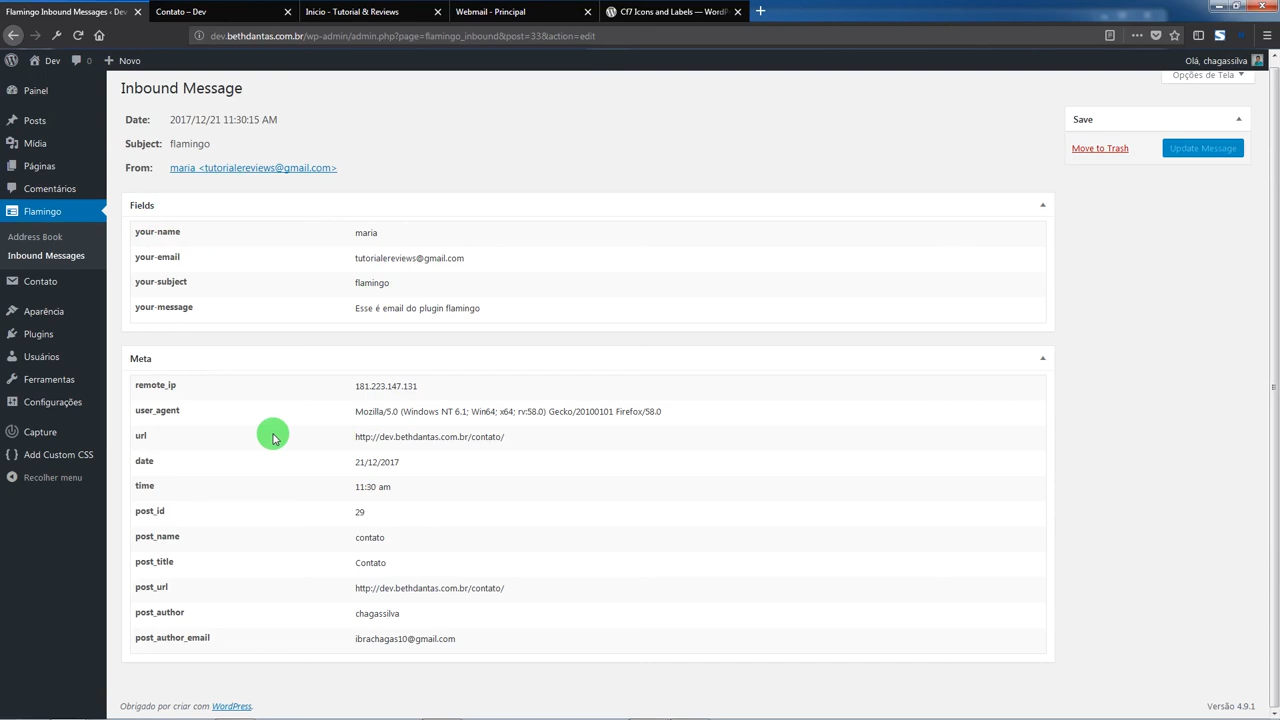 Flamingo Inbound Messages ‹ Dev
Contato – Dev
Inicio - Tutorial & Reviews
Webmail - Principal
Cf7 Icons and Labels — WordP
dev.bethdantas.com.br/wp-admin/admin.php?page=flamingo_inbound&post=33&action=edit
Dev
0
Novo
Olá, chagassilva
Painel
Posts
Mídia
Páginas
Comentários
Flamingo
Address Book
Inbound Messages
Contato
Aparência
Plugins
Usuários
Ferramentas
Configurações
Capture
Add Custom CSS
Recolher menu
Opções de Tela
Inbound Message
Date: 2017/12/21 11:30:15 AM
Subject: flamingo
From: maria <tutorialereviews@gmail.com>
Save
Move to Trash
Update Message
Fields
your-name maria
your-email tutorialereviews@gmail.com
your-subject flamingo
your-message Esse é email do plugin flamingo
Meta
remote_ip 181.223.147.131
user_agent Mozilla/5.0 (Windows NT 6.1; Win64; x64; rv:58.0) Gecko/20100101 Firefox/58.0
url http://dev.bethdantas.com.br/contato/
date 21/12/2017
time 11:30 am
post_id 29
post_name contato
post_title Contato
post_url http://dev.bethdantas.com.br/contato/
post_author chagassilva
post_author_email ibrachagas10@gmail.com
Obrigado por criar com WordPress.
Versão 4.9.1